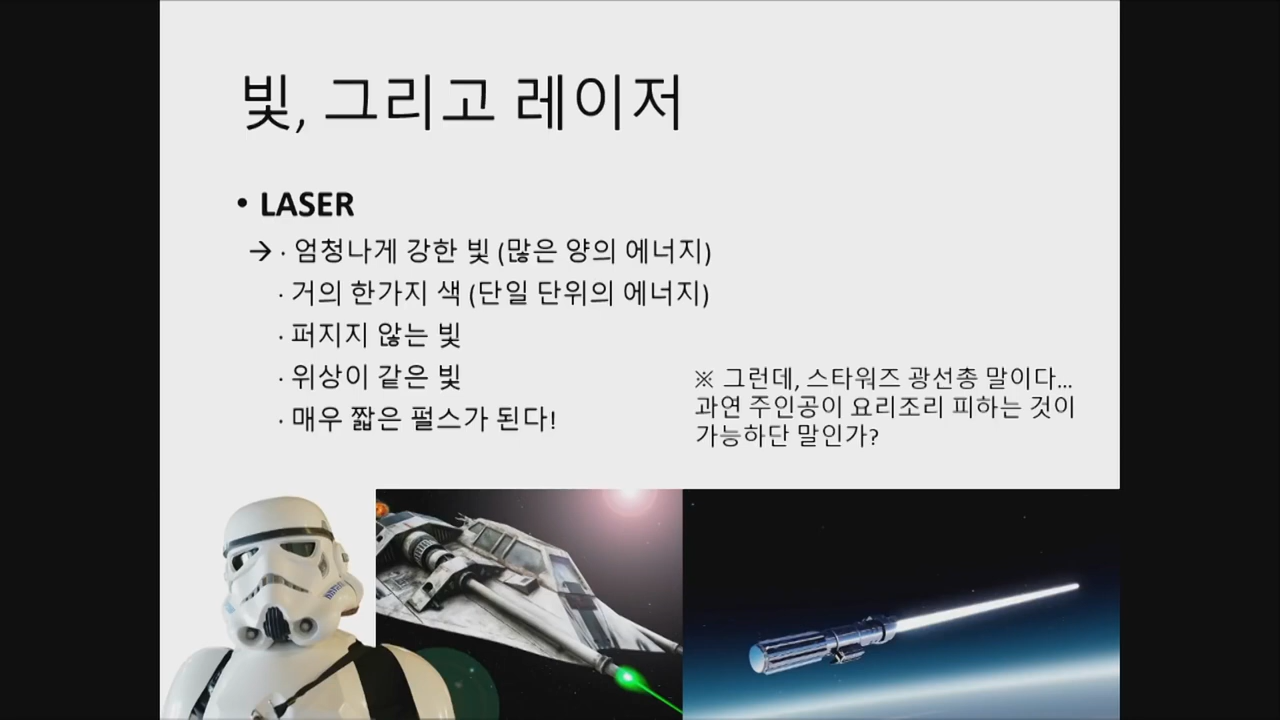 빛, 그리고 레이저
• LASER
→ · 엄청나게 강한 빛 (많은 양의 에너지)
· 거의 한가지 색 (단일 단위의 에너지)
· 퍼지지 않는 빛
· 위상이 같은 빛
· 매우 짧은 펄스가 된다!
※ 그런데, 스타워즈 광선총 말이다...
과연 주인공이 요리조리 피하는 것이
가능하단 말인가?